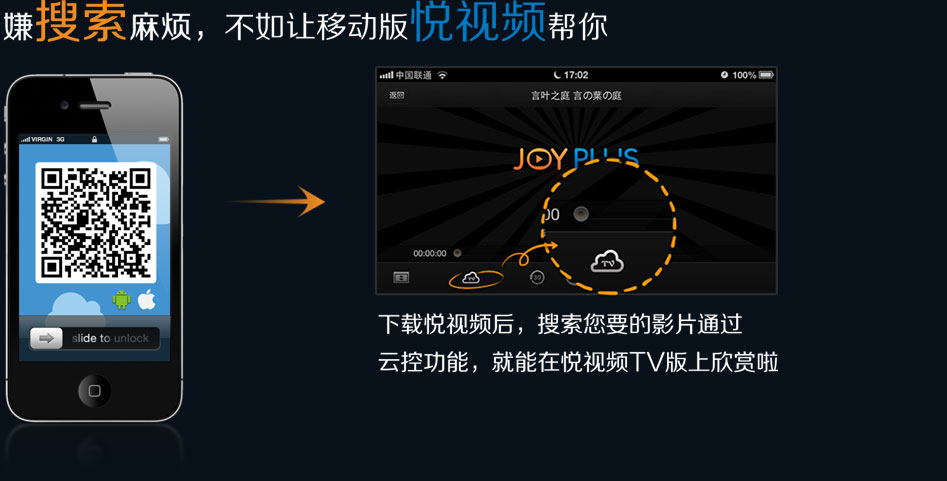 嫌搜索麻烦，不如让移动版悦视频帮你
中国联通 17:02 100%
返回 言叶之庭 言の葉の庭
VIRGIN 3G
JOY PLUS
00
00:00:00
TV
TV
30
slide to unlock
下载悦视频后，搜索您要的影片通过
云控功能，就能在悦视频TV版上欣赏啦